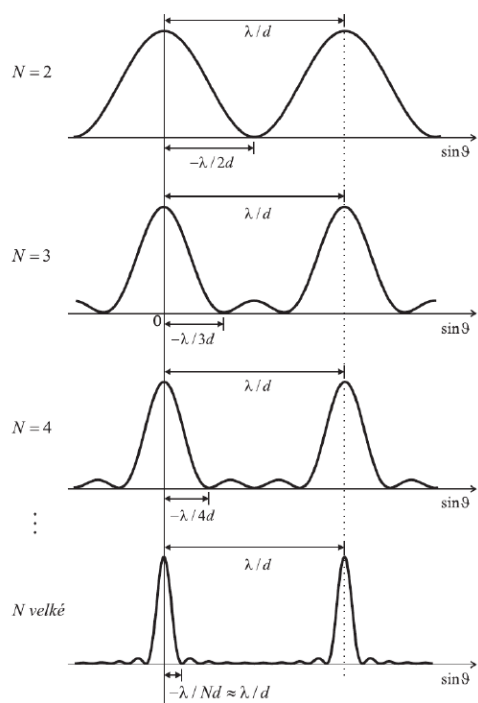 λ/d
N = 2
sin ϑ
−λ/2d
λ/d
N = 3
0
sin ϑ
−λ/3d
λ/d
N = 4
sin ϑ
−λ/4d
⋮
λ/d
N velké
sin ϑ
−λ/Nd ≈ λ/d